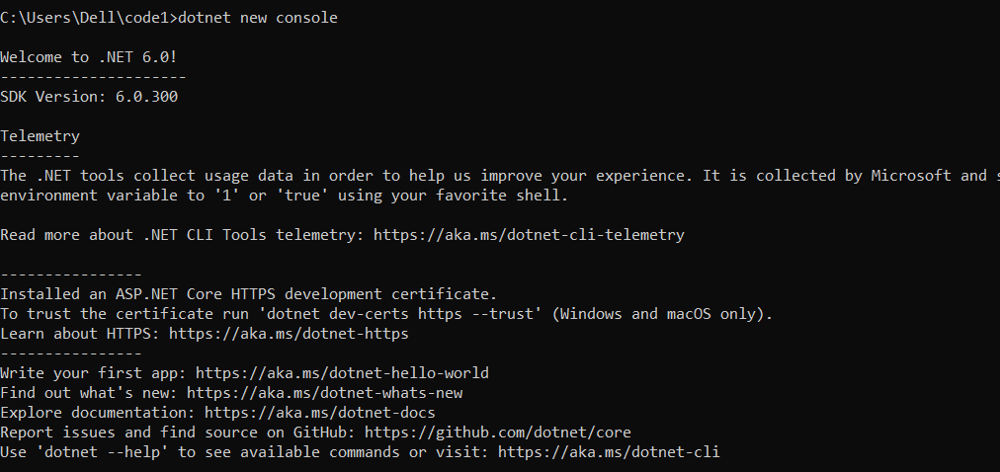 C:\Users\Dell\code1>dotnet new console
Welcome to .NET 6.0!
---------------------
SDK Version: 6.0.300
Telemetry
---------
The .NET tools collect usage data in order to help us improve your experience. It is collected by Microsoft and
environment variable to '1' or 'true' using your favorite shell.
Read more about .NET CLI Tools telemetry: https://aka.ms/dotnet-cli-telemetry
----------------
Installed an ASP.NET Core HTTPS development certificate.
To trust the certificate run 'dotnet dev-certs https --trust' (Windows and macOS only).
Learn about HTTPS: https://aka.ms/dotnet-https
----------------
Write your first app: https://aka.ms/dotnet-hello-world
Find out what's new: https://aka.ms/dotnet-whats-new
Explore documentation: https://aka.ms/dotnet-docs
Report issues and find source on GitHub: https://github.com/dotnet/core
Use 'dotnet --help' to see available commands or visit: https://aka.ms/dotnet-cli